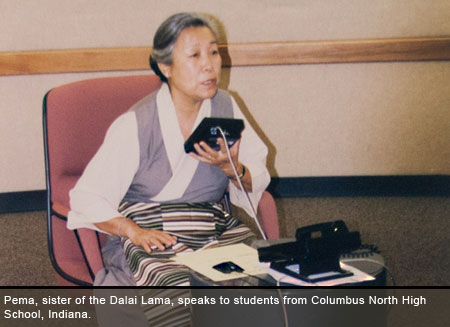 Pema, sister of the Dalai Lama, speaks to students from Columbus North High
School, Indiana.